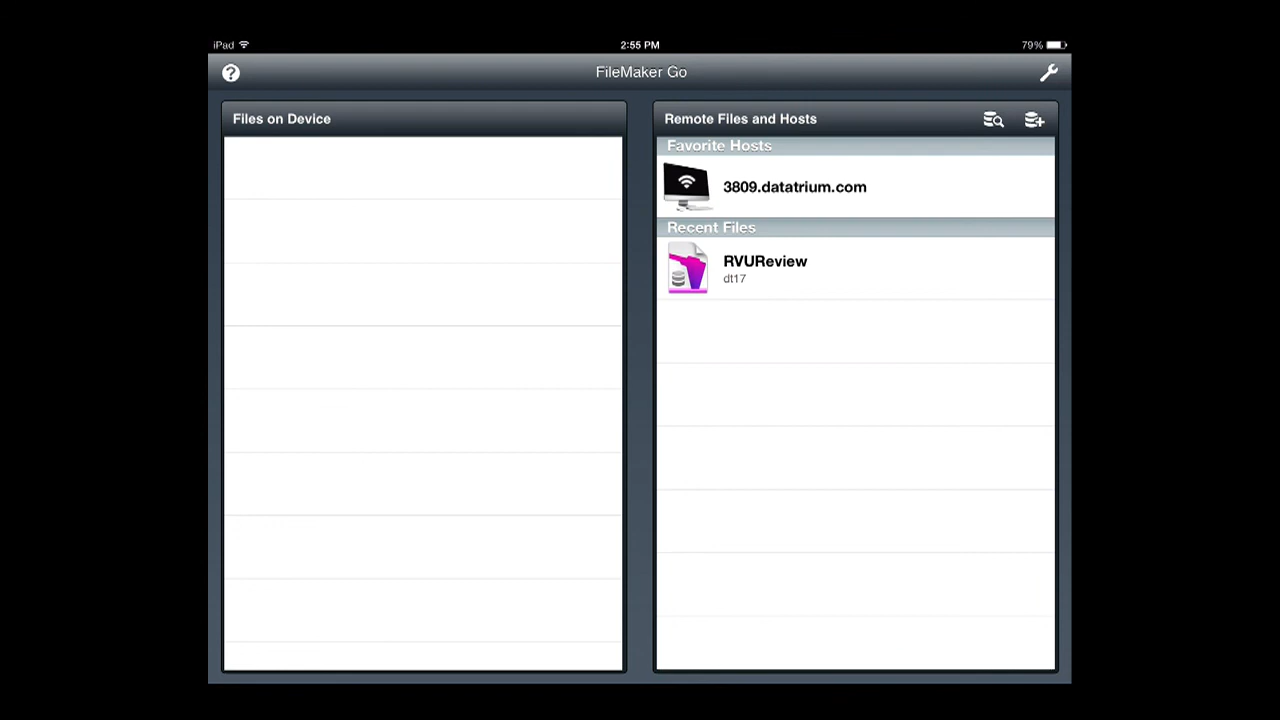 iPad
2:55 PM
79%
FileMaker Go
Files on Device
Remote Files and Hosts
Favorite Hosts
3809.datatrium.com
Recent Files
RVUReview
dt17